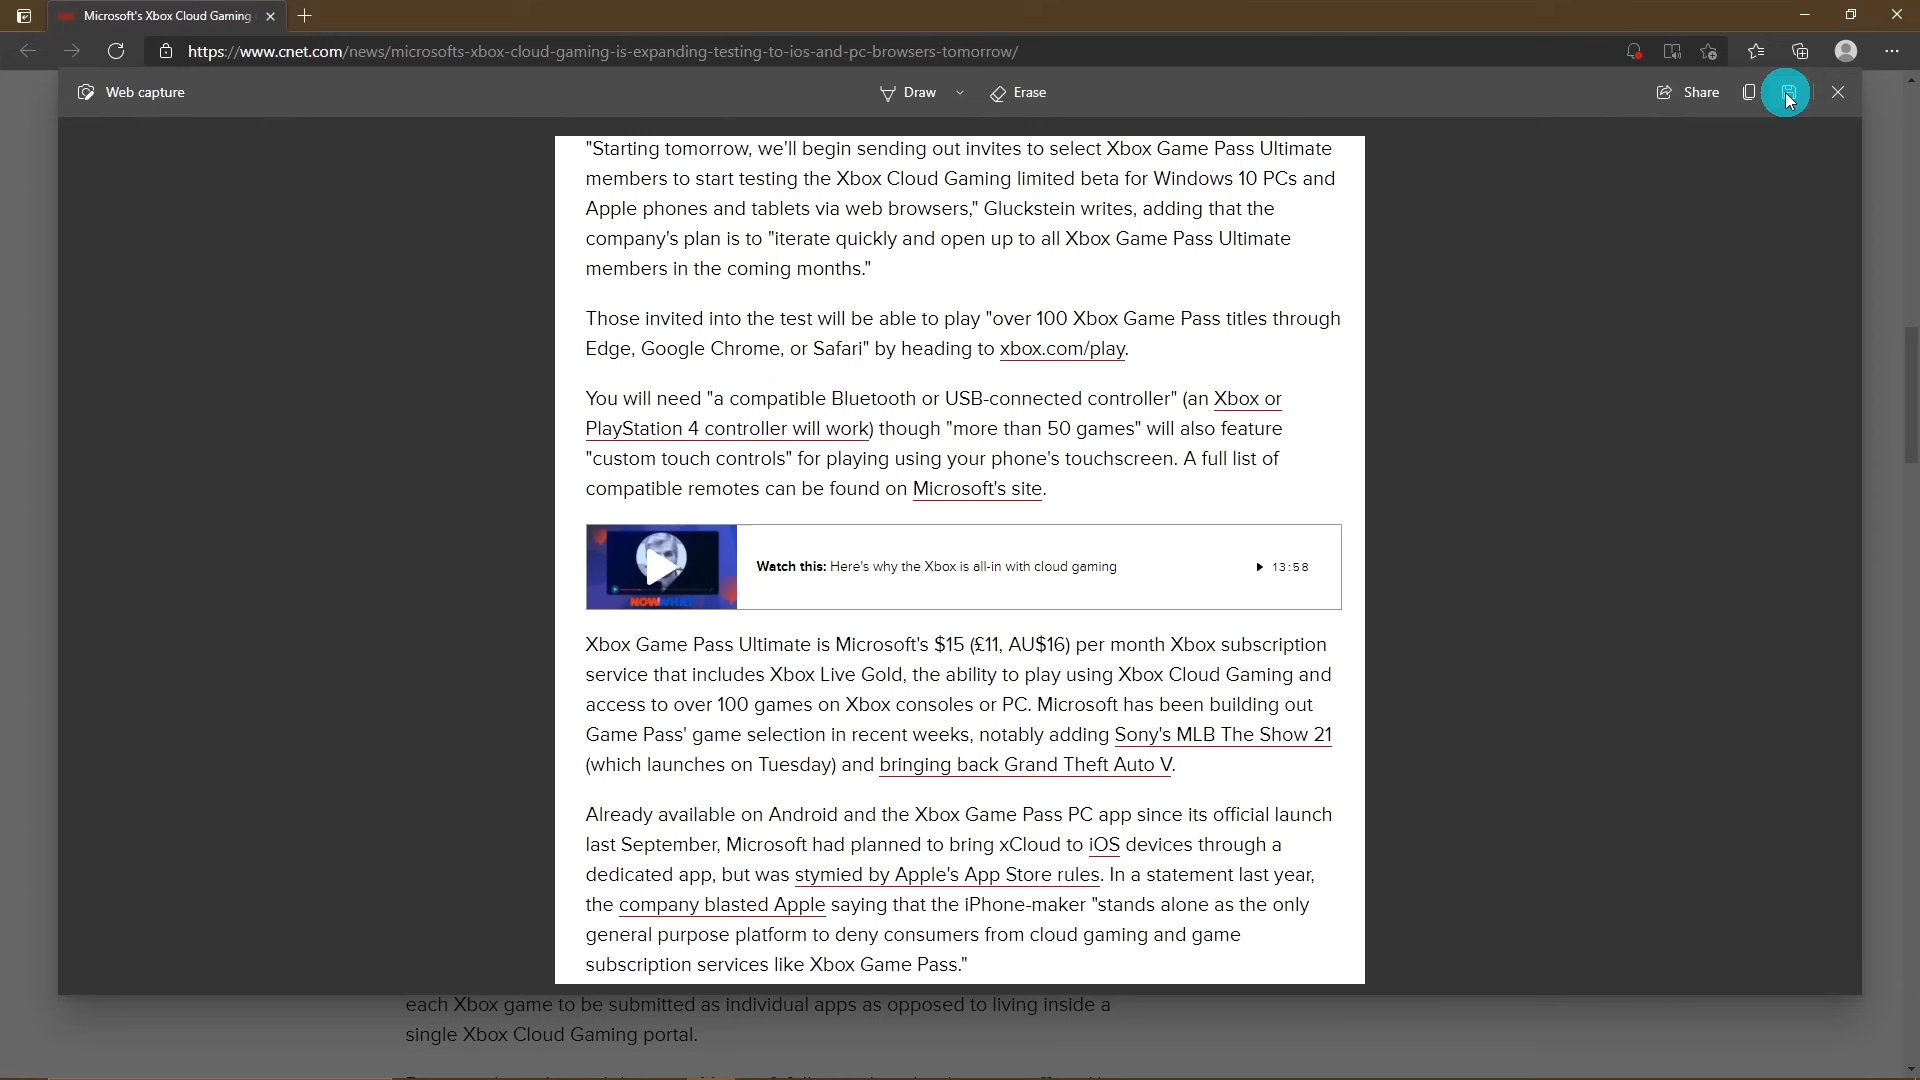 Microsoft's Xbox Cloud Gaming
https://www.cnet.com/news/microsofts-xbox-cloud-gaming-is-expanding-testing-to-ios-and-pc-browsers-tomorrow/
Web capture
Draw
Erase
Share
"Starting tomorrow, we'll begin sending out invites to select Xbox Game Pass Ultimate
members to start testing the Xbox Cloud Gaming limited beta for Windows 10 PCs and
Apple phones and tablets via web browsers," Gluckstein writes, adding that the
company's plan is to "iterate quickly and open up to all Xbox Game Pass Ultimate
members in the coming months."
Those invited into the test will be able to play "over 100 Xbox Game Pass titles through
Edge, Google Chrome, or Safari" by heading to xbox.com/play.
You will need "a compatible Bluetooth or USB-connected controller" (an Xbox or
PlayStation 4 controller will work) though "more than 50 games" will also feature
"custom touch controls" for playing using your phone's touchscreen. A full list of
compatible remotes can be found on Microsoft's site.
NOW WHAT
Watch this: Here's why the Xbox is all-in with cloud gaming
13:58
Xbox Game Pass Ultimate is Microsoft's $15 (£11, AU$16) per month Xbox subscription
service that includes Xbox Live Gold, the ability to play using Xbox Cloud Gaming and
access to over 100 games on Xbox consoles or PC. Microsoft has been building out
Game Pass' game selection in recent weeks, notably adding Sony's MLB The Show 21
(which launches on Tuesday) and bringing back Grand Theft Auto V.
Already available on Android and the Xbox Game Pass PC app since its official launch
last September, Microsoft had planned to bring xCloud to iOS devices through a
dedicated app, but was stymied by Apple's App Store rules. In a statement last year,
the company blasted Apple saying that the iPhone-maker "stands alone as the only
general purpose platform to deny consumers from cloud gaming and game
subscription services like Xbox Game Pass."
each Xbox game to be submitted as individual apps as opposed to living inside a
single Xbox Cloud Gaming portal.